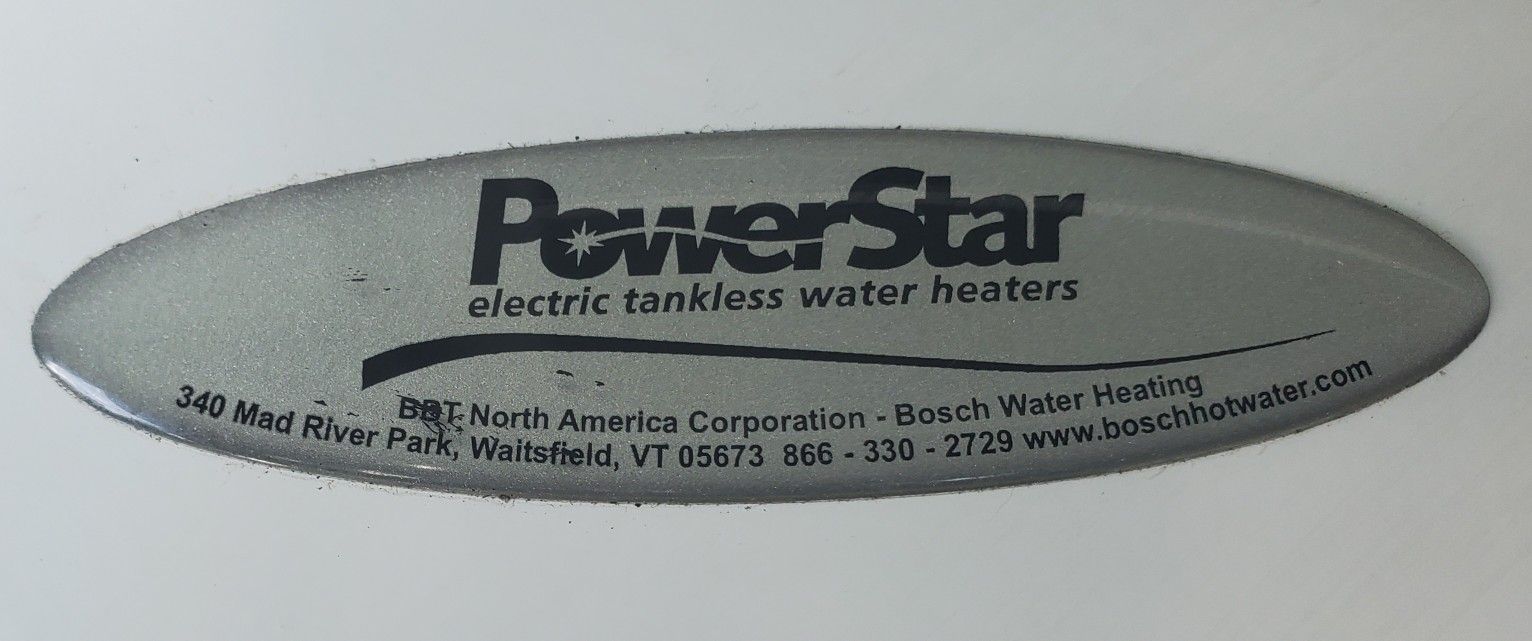 PowerStar
electric tankless water heaters
BBT North America Corporation - Bosch Water Heating
340 Mad River Park, Waitsfield, VT 05673 866 - 330 - 2729 www.boschhotwater.com